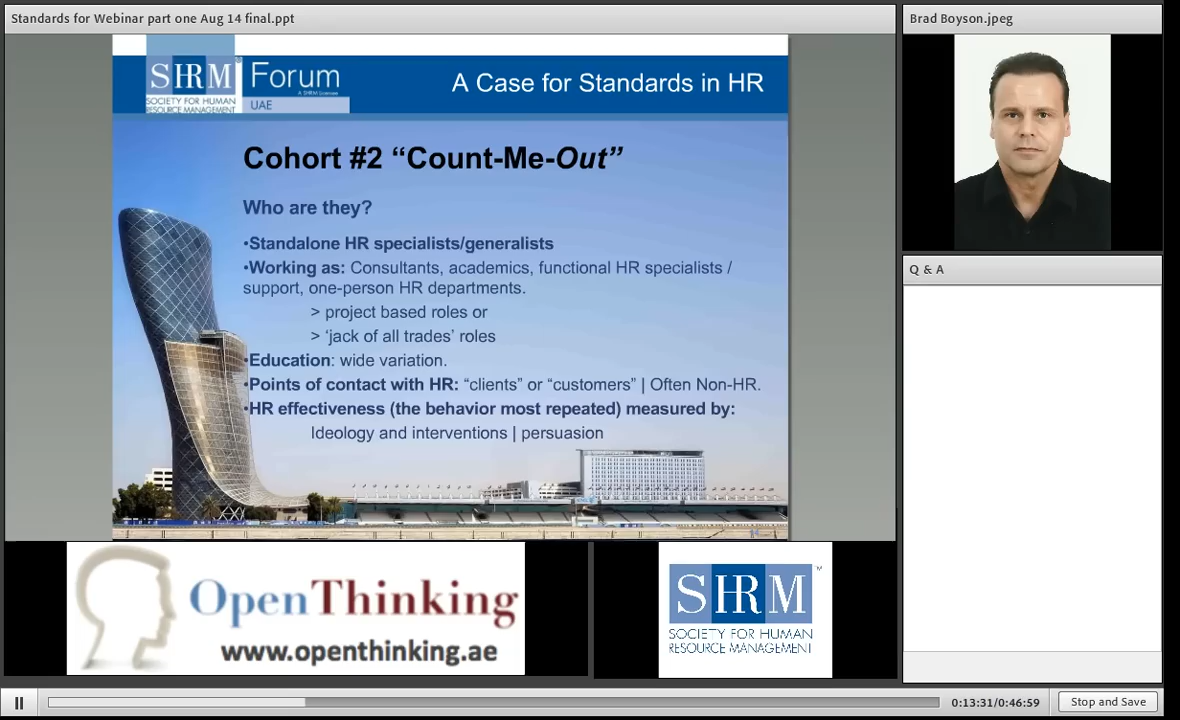 Standards for Webinar part one Aug 14 final.ppt
SHRM
SOCIETY FOR HUMAN
RESOURCE MANAGEMENT
Forum
A SHRM Licensee
UAE
A Case for Standards in HR
Cohort #2 “Count-Me-Out”
Who are they?
•Standalone HR specialists/generalists
•Working as: Consultants, academics, functional HR specialists /
support, one-person HR departments.
> project based roles or
> ‘jack of all trades’ roles
•Education: wide variation.
•Points of contact with HR: “clients” or “customers” | Often Non-HR.
•HR effectiveness (the behavior most repeated) measured by:
Ideology and interventions | persuasion
OpenThinking
www.openthinking.ae
SHRM™
SOCIETY FOR HUMAN
RESOURCE MANAGEMENT
Brad Boyson.jpeg
Q & A
0:13:31/0:46:59
Stop and Save